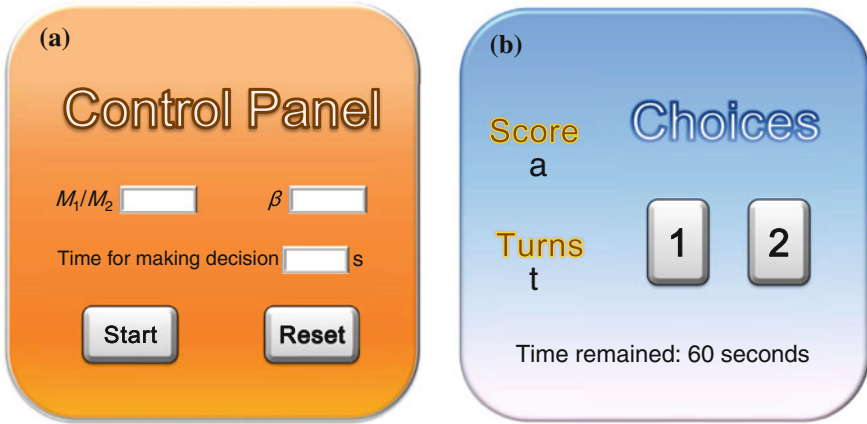 (a)
Control Panel
M₁/M₂ β
Time for making decision s
Start Reset
(b)
Choices
Score
a
Turns
t
1 2
Time remained: 60 seconds